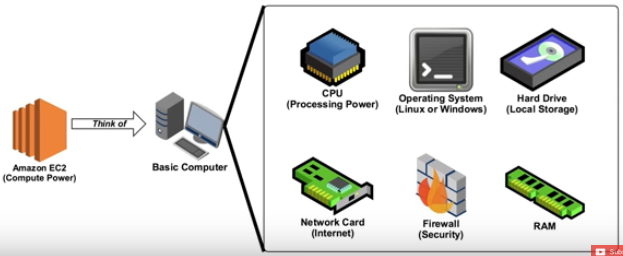 Amazon EC2
(Compute Power)
Think of
Basic Computer
CPU
(Processing Power)
Operating System
(Linux or Windows)
Hard Drive
(Local Storage)
Network Card
(Internet)
Firewall
(Security)
RAM